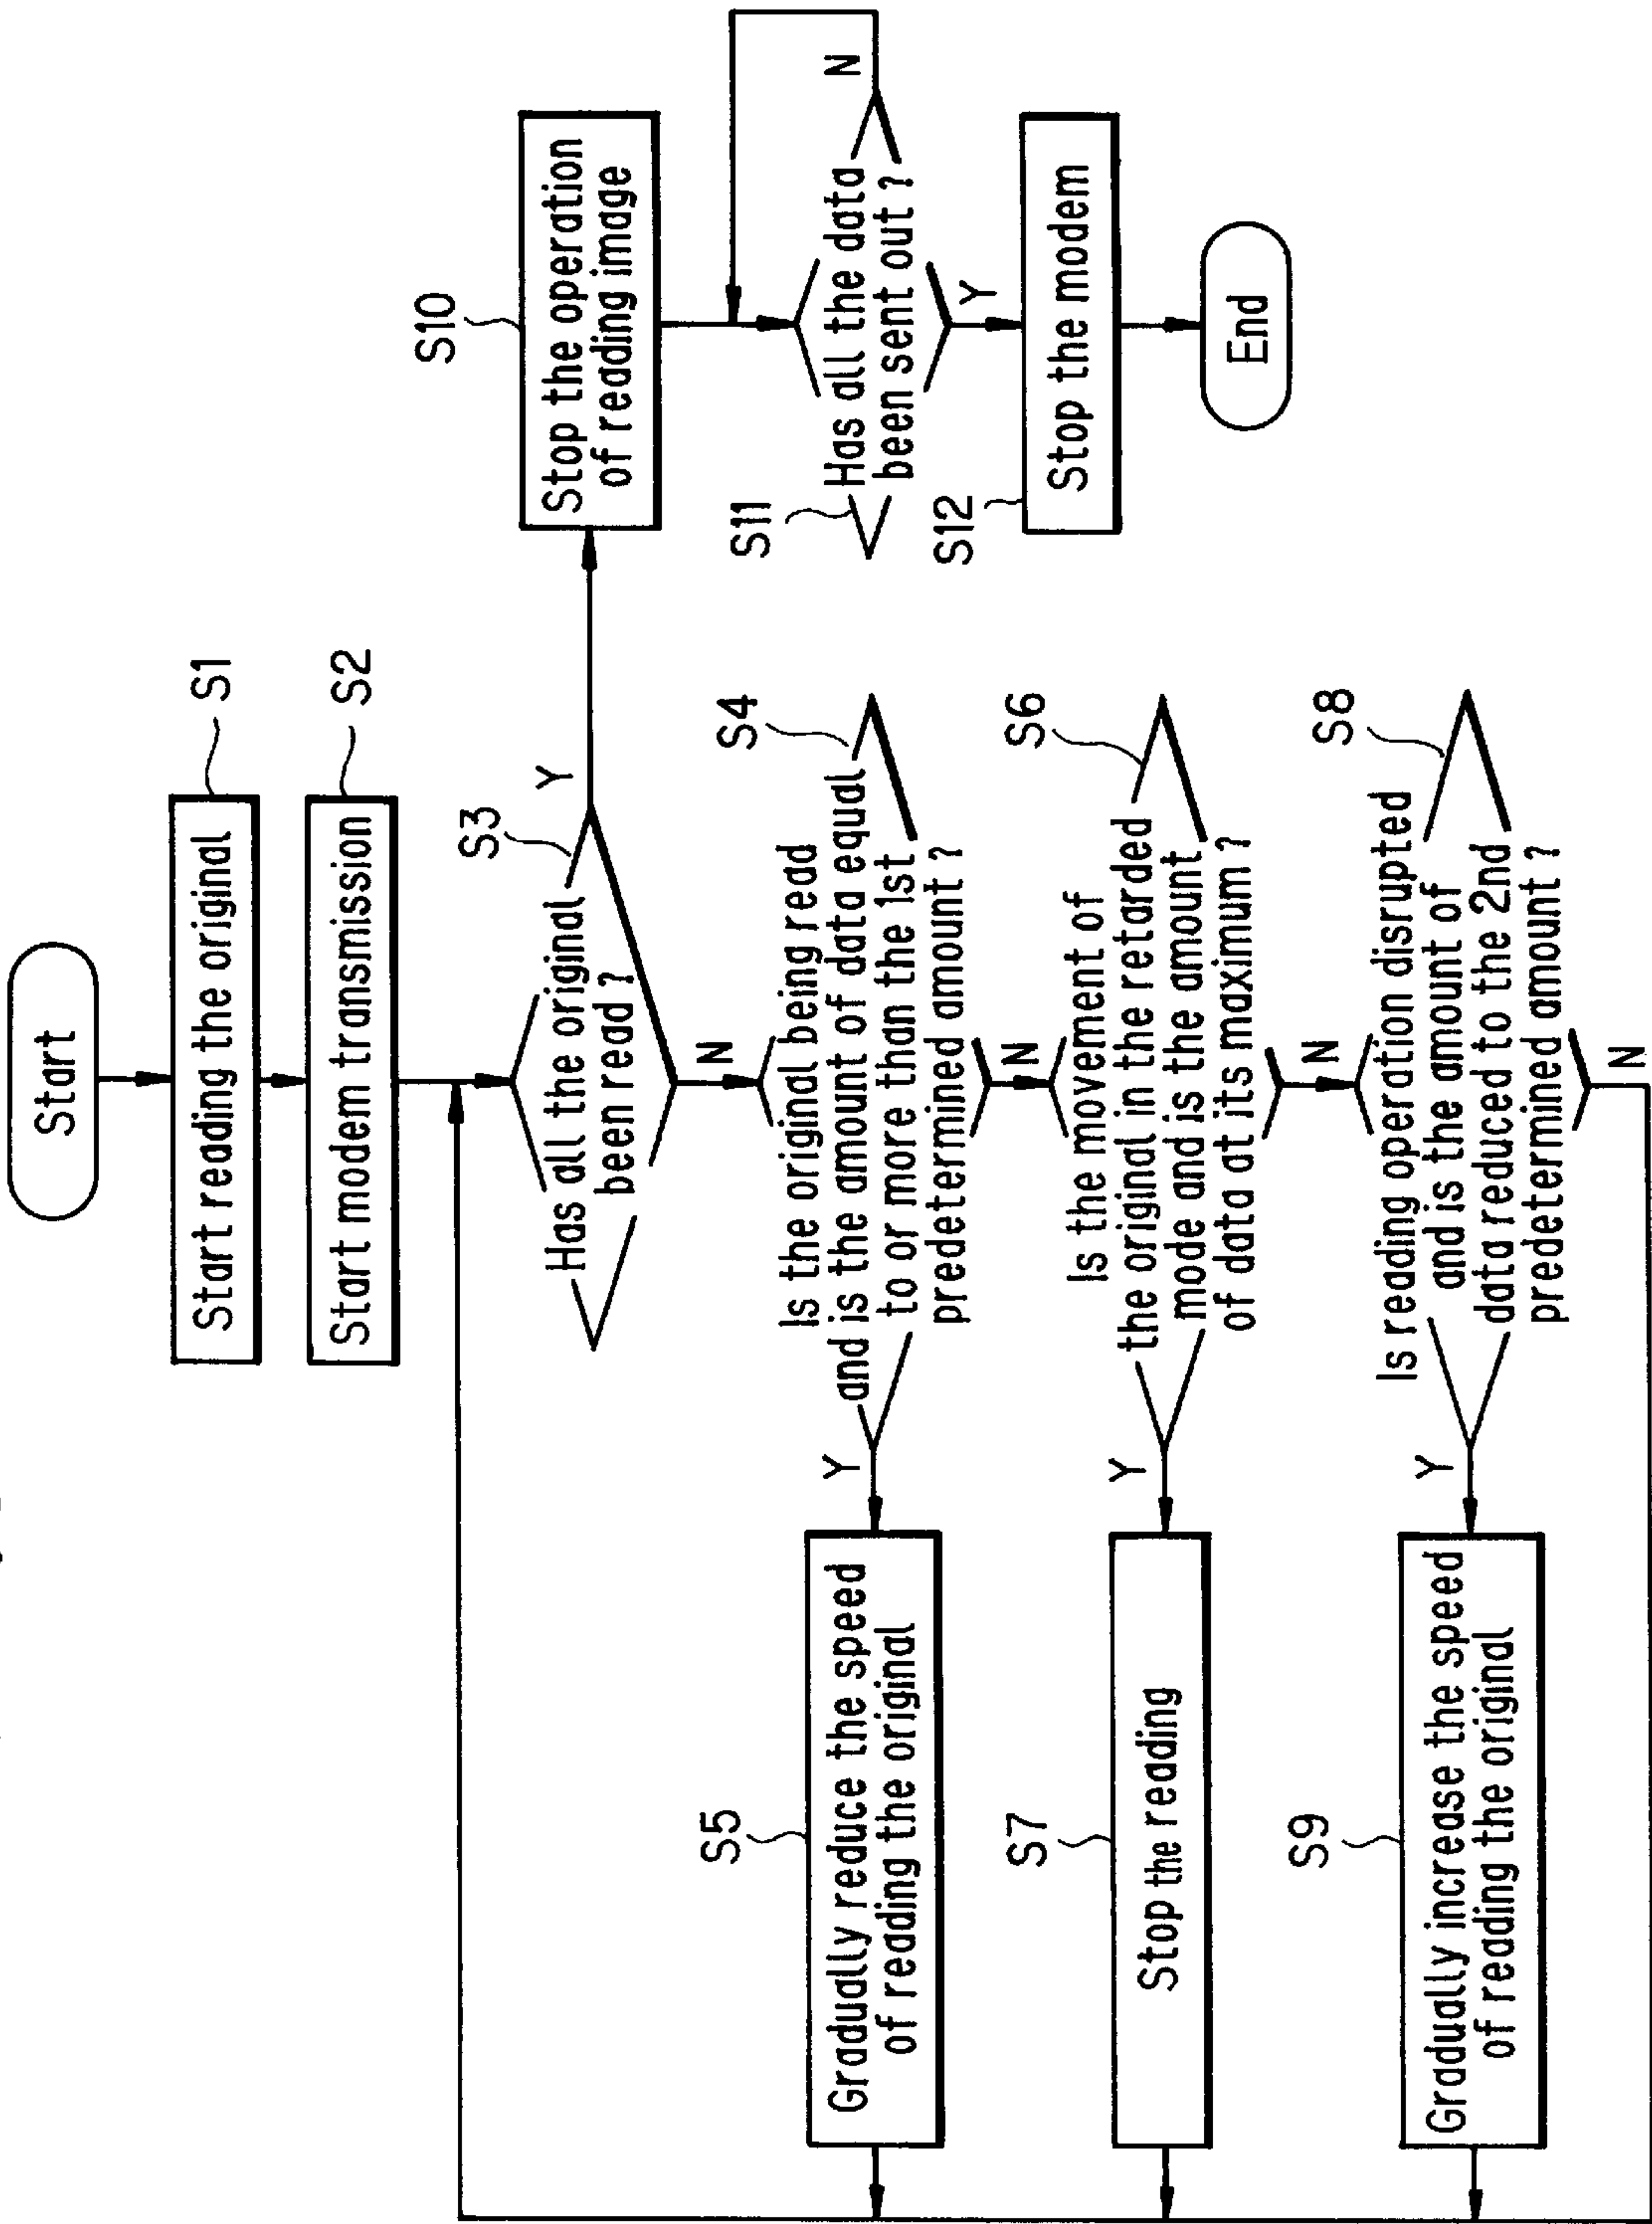 Start
Start reading the original
S1
Start modem transmission
S2
S3
Has all the original
been read ?
Y
N
S10
Stop the operation
of reading image
S11
Has all the data
been sent out ?
N
Y
S12
Stop the modem
End
S4
Is the original being read
and is the amount of data equal
to or more than the 1st
predetermined amount ?
Y
N
S5
Gradually reduce the speed
of reading the original
S6
Is the movement of
the original in the retarded
mode and is the amount
of data at its maximum ?
Y
N
S7
Stop the reading
S8
Is reading operation disrupted
and is the amount of
data reduced to the 2nd
predetermined amount ?
Y
N
S9
Gradually increase the speed
of reading the original